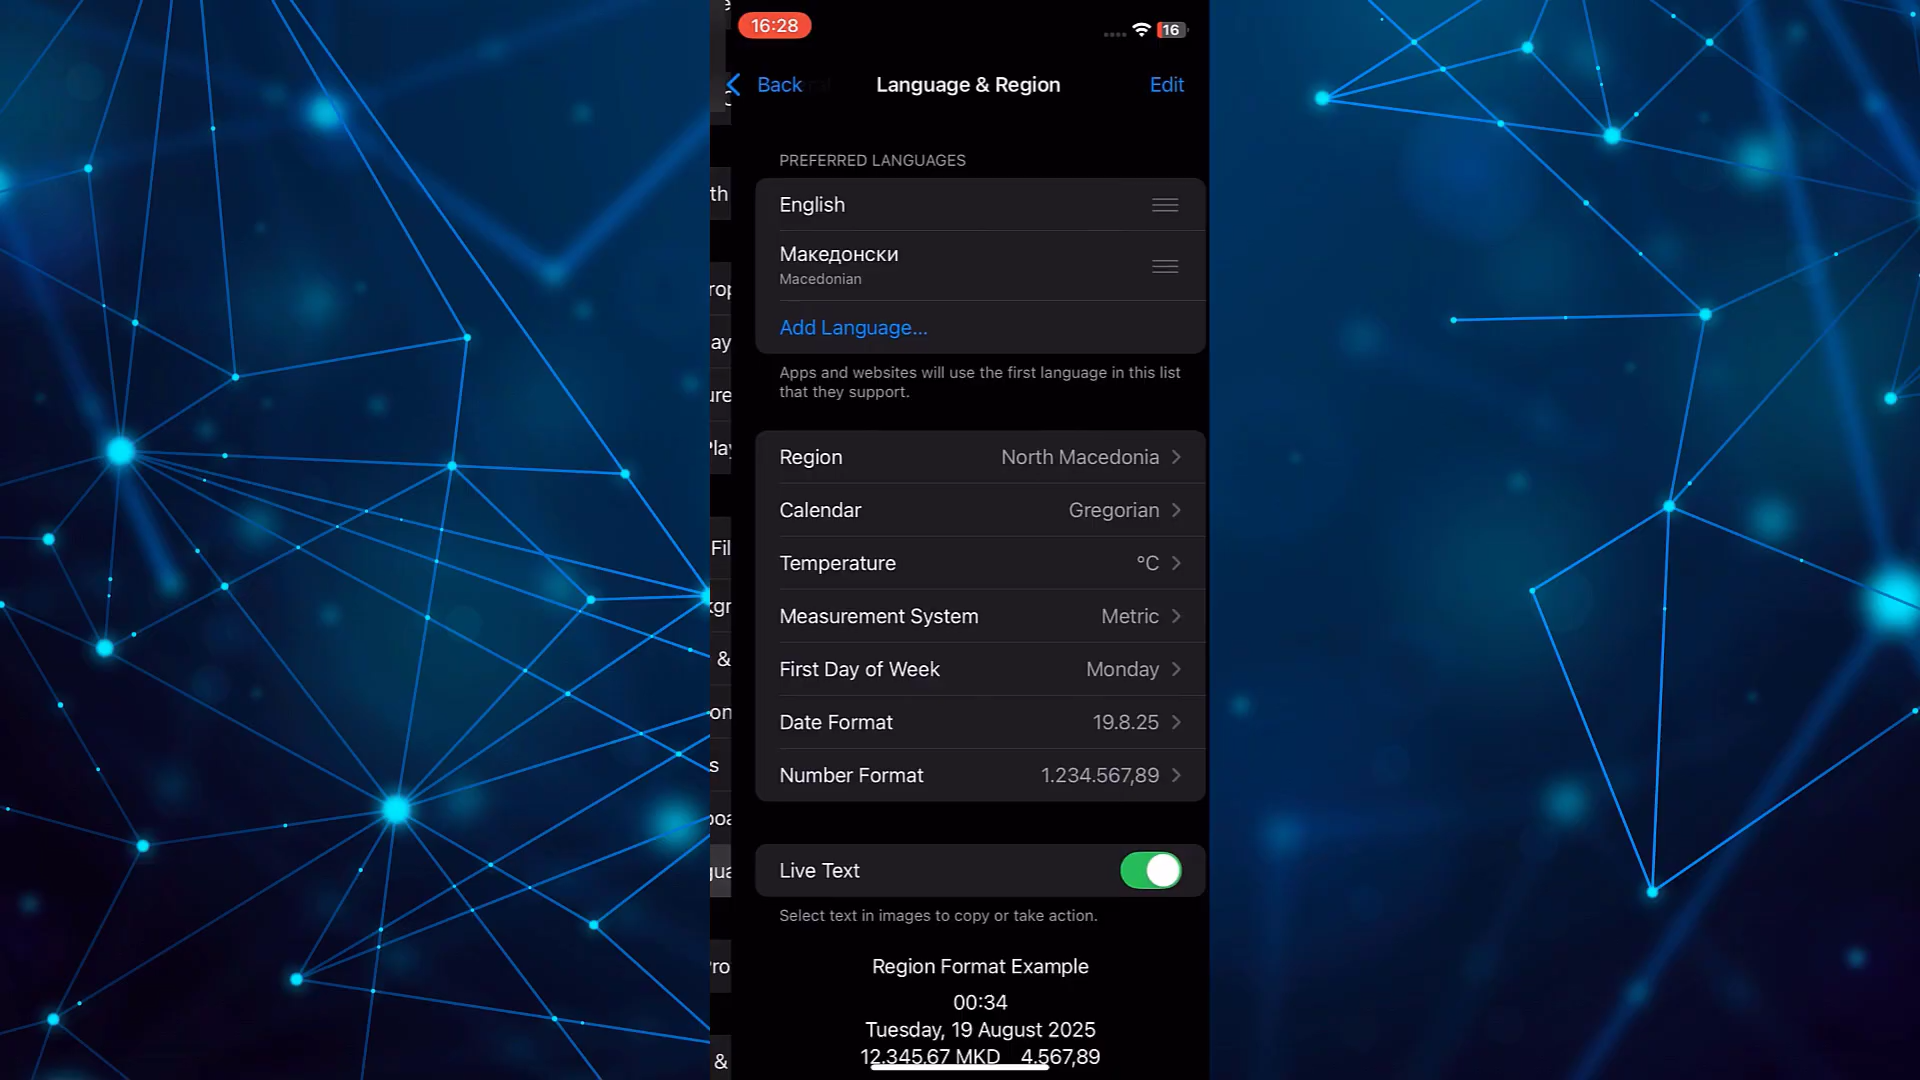 16:28
16
Back
Language & Region
Edit
PREFERRED LANGUAGES
English
Македонски
Macedonian
Add Language...
Apps and websites will use the first language in this list
that they support.
Region North Macedonia
Calendar Gregorian
Temperature °C
Measurement System Metric
First Day of Week Monday
Date Format 19.8.25
Number Format 1.234.567,89
Live Text
Select text in images to copy or take action.
Region Format Example
00:34
Tuesday, 19 August 2025
12.345,67 MKD 4.567,89